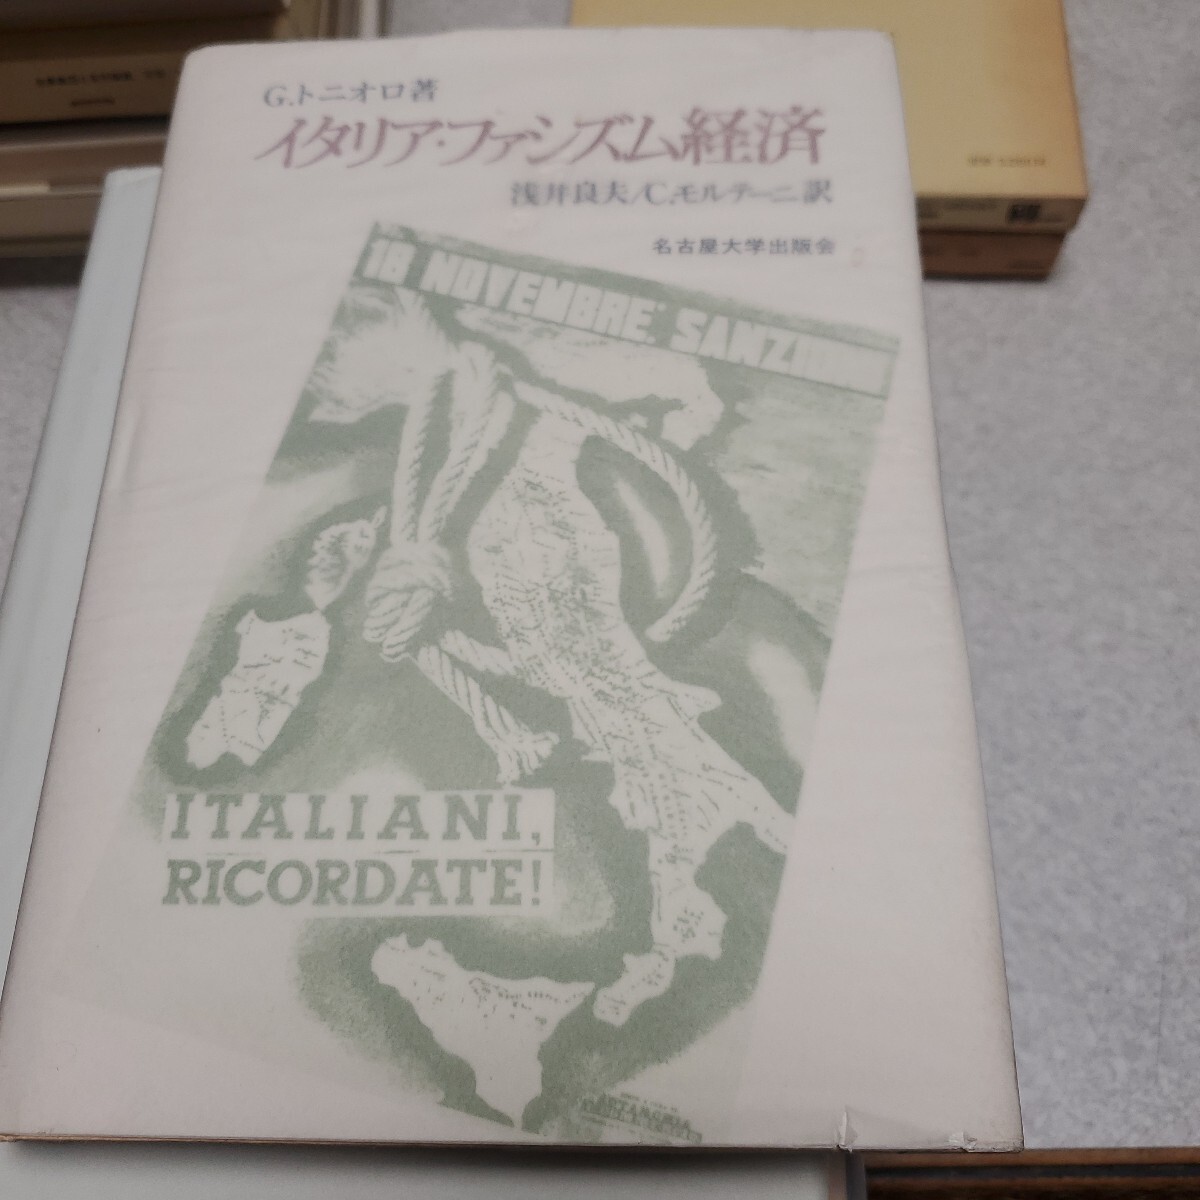 G.トニオロ著
イタリア・ファシズム経済
浅井良夫/C.モルテーニ訳
名古屋大学出版会
18 NOVEMBRE: SANZIONI
ITALIANI,
RICORDATE!